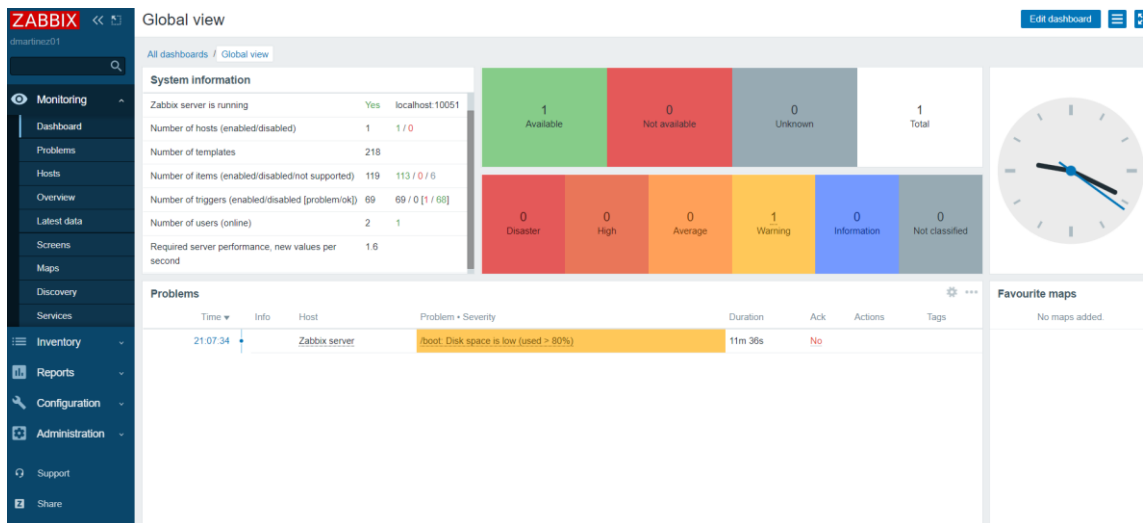 ZABBIX
dmartinez01
Monitoring
Dashboard
Problems
Hosts
Overview
Latest data
Screens
Maps
Discovery
Services
Inventory
Reports
Configuration
Administration
Support
Z Share
Global view
Edit dashboard
All dashboards / Global view
System information
Zabbix server is running Yes localhost:10051
Number of hosts (enabled/disabled) 1 1 / 0
Number of templates 218
Number of items (enabled/disabled/not supported) 119 113 / 0 / 6
Number of triggers (enabled/disabled [problem/ok]) 69 69 / 0 [1 / 68]
Number of users (online) 2 1
Required server performance, new values per
second 1.6
1 Available
0 Not available
0 Unknown
1 Total
0 Disaster
0 High
0 Average
1 Warning
0 Information
0 Not classified
Problems
Time Info Host Problem • Severity Duration Ack Actions Tags
21:07:34 Zabbix server /boot: Disk space is low (used > 80%) 11m 36s No
Favourite maps
No maps added.